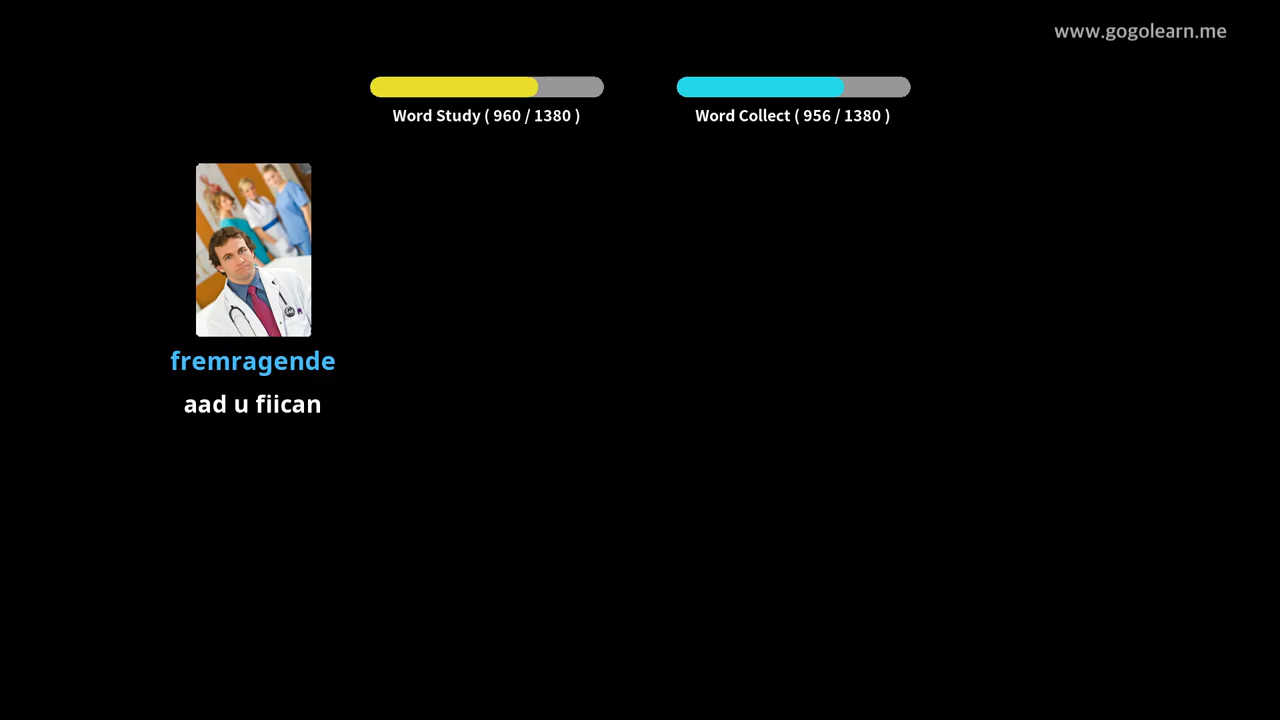 www.gogolearn.me
Word Study ( 960 / 1380 )
Word Collect ( 956 / 1380 )
fremragende
aad u fiican